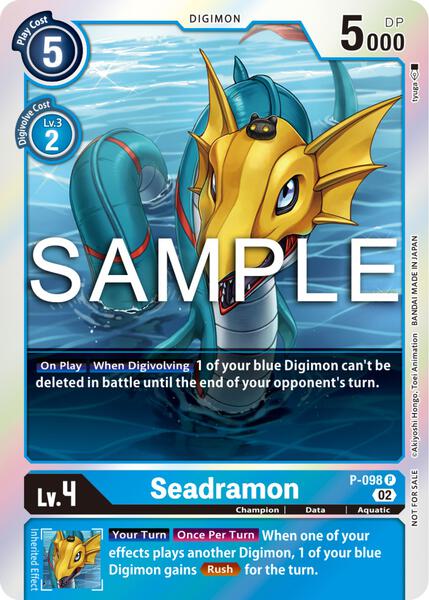 Play Cost
5
DIGIMON
DP
5000
Digivolve Cost
Lv.3
2
tyuga
SAMPLE
On Play When Digivolving 1 of your blue Digimon can't be
deleted in battle until the end of your opponent's turn.
©Akiyoshi Hongo, Toei Animation BANDAI MADE IN JAPAN
NOT FOR SALE
Lv.4
Seadramon
P-098 P
02
Champion Data Aquatic
Inherited Effect
Your Turn Once Per Turn When one of your
effects plays another Digimon, 1 of your blue
Digimon gains Rush for the turn.